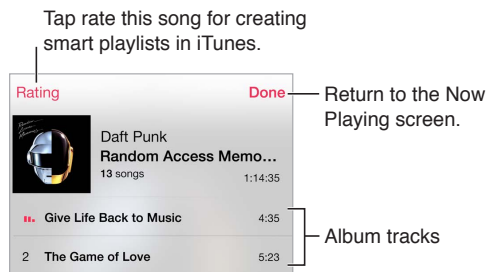 Tap rate this song for creating
smart playlists in iTunes.
Rating
Done
Return to the Now
Playing screen.
Daft Punk
Random Access Memo…
13 songs
1:14:35
Give Life Back to Music 4:35
Album tracks
2 The Game of Love 5:23